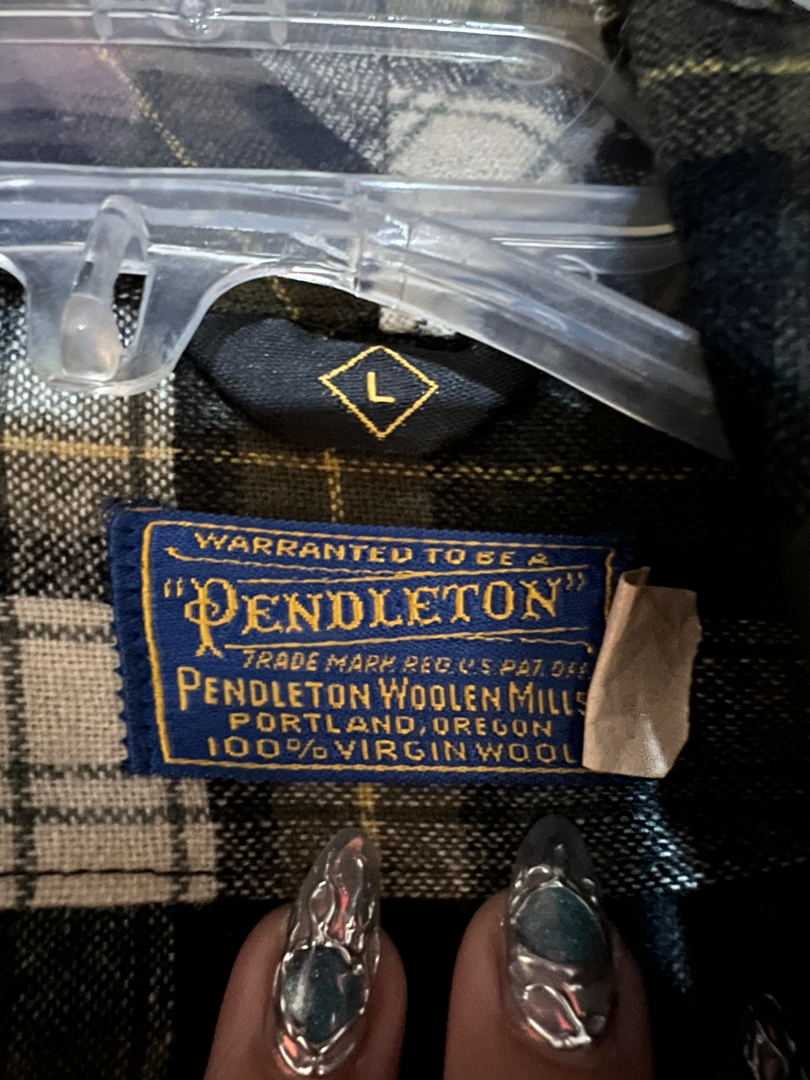 L
WARRANTED TO BE A
"PENDLETON"
TRADE MARK REG. U.S. PAT. OFF
PENDLETON WOOLEN MILLS
PORTLAND, OREGON
100% VIRGIN WOOL